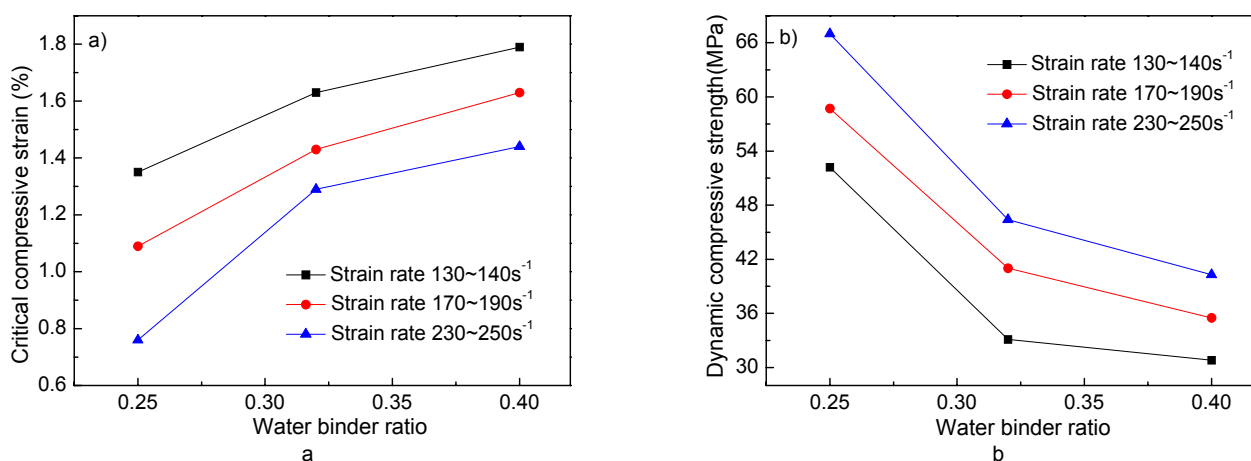 a)
Critical compressive strain (%)
1.8
1.6
1.4
1.2
1.0
0.8
0.6
Strain rate 130~140s⁻¹
Strain rate 170~190s⁻¹
Strain rate 230~250s⁻¹
0.25 0.30 0.35 0.40
Water binder ratio
a
b)
Dynamic compressive strength(MPa)
66
60
54
48
42
36
30
Strain rate 130~140s⁻¹
Strain rate 170~190s⁻¹
Strain rate 230~250s⁻¹
0.25 0.30 0.35 0.40
Water binder ratio
b